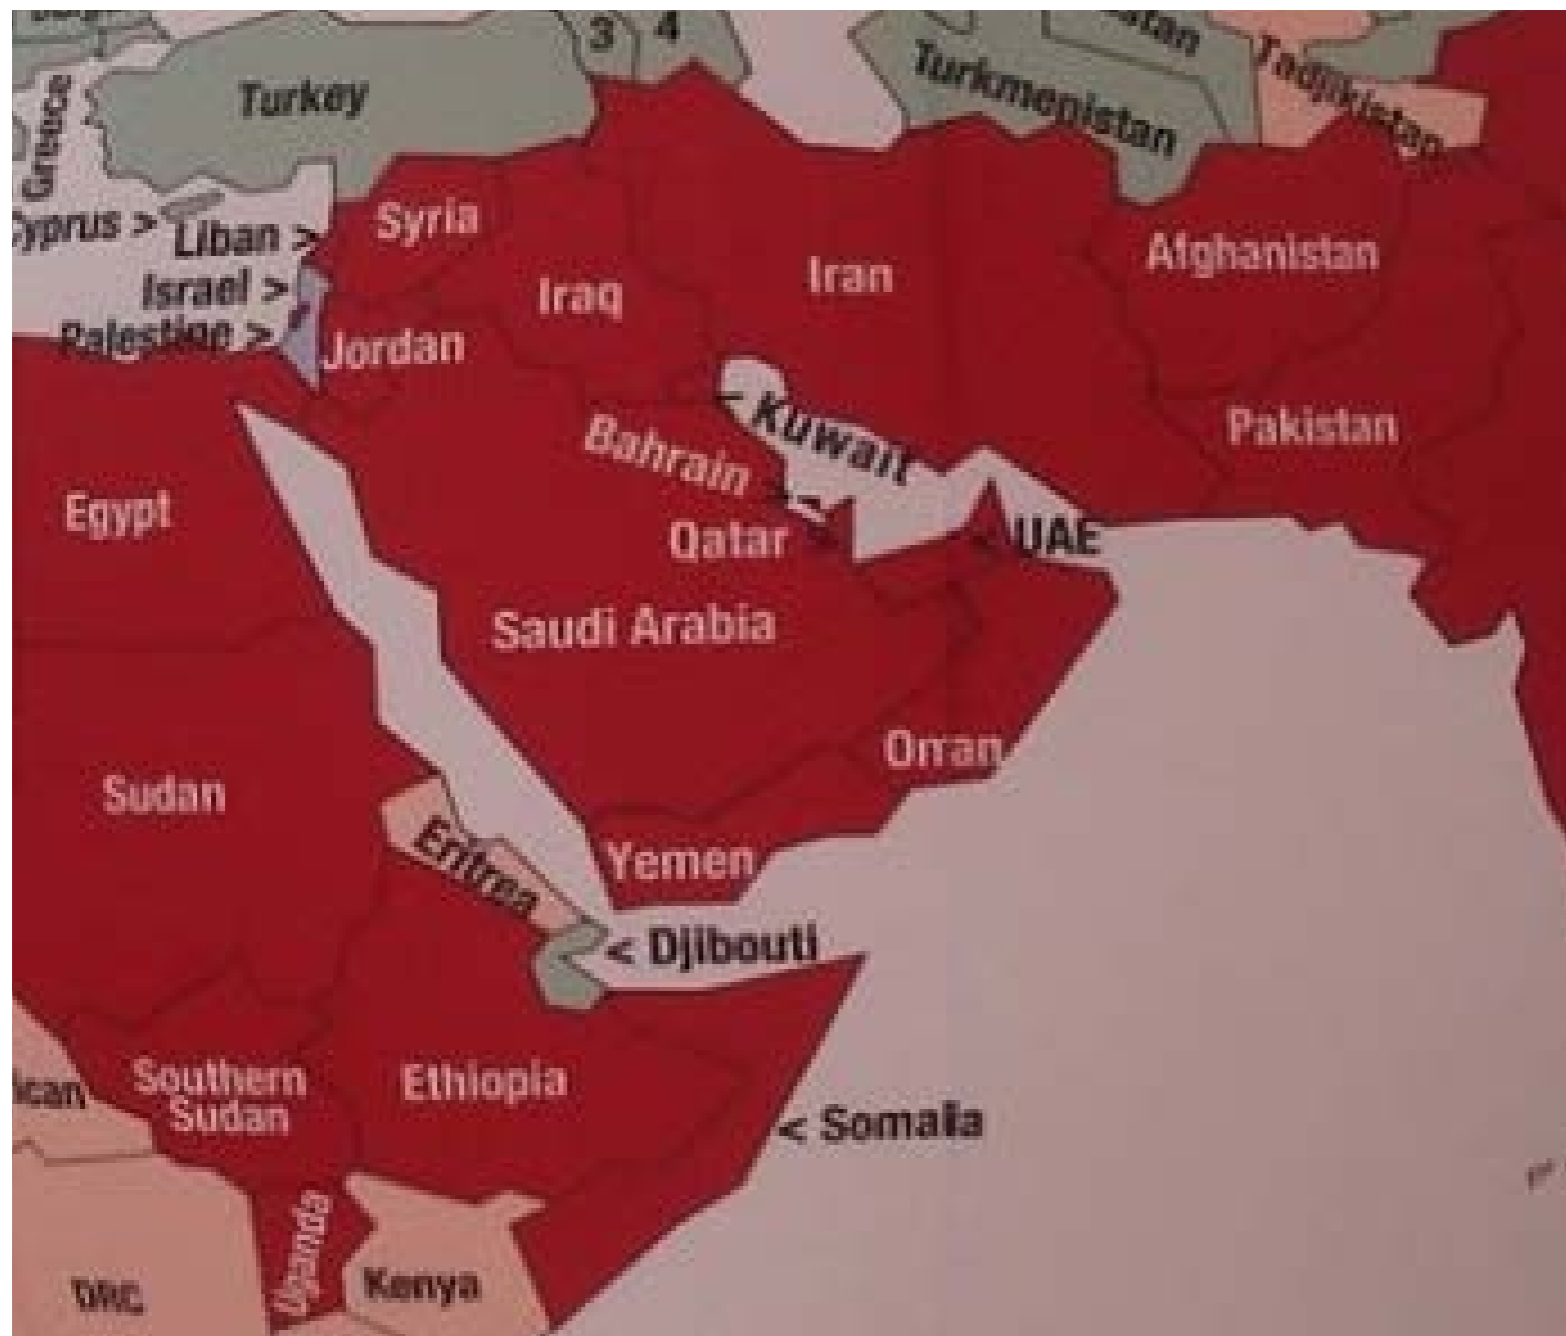 3
4
Turkey
Turkmenistan
Tadjikistan
Greece
Cyprus >
Liban >
Syria
Israel >
Palestine >
Jordan
Iraq
Iran
Afghanistan
Pakistan
< Kuwait
Bahrain
Qatar
UAE
Egypt
Saudi Arabia
Oman
Sudan
Eritrea
Yemen
< Djibouti
Southern
Sudan
Ethiopia
< Somalia
Uganda
Kenya
DRC